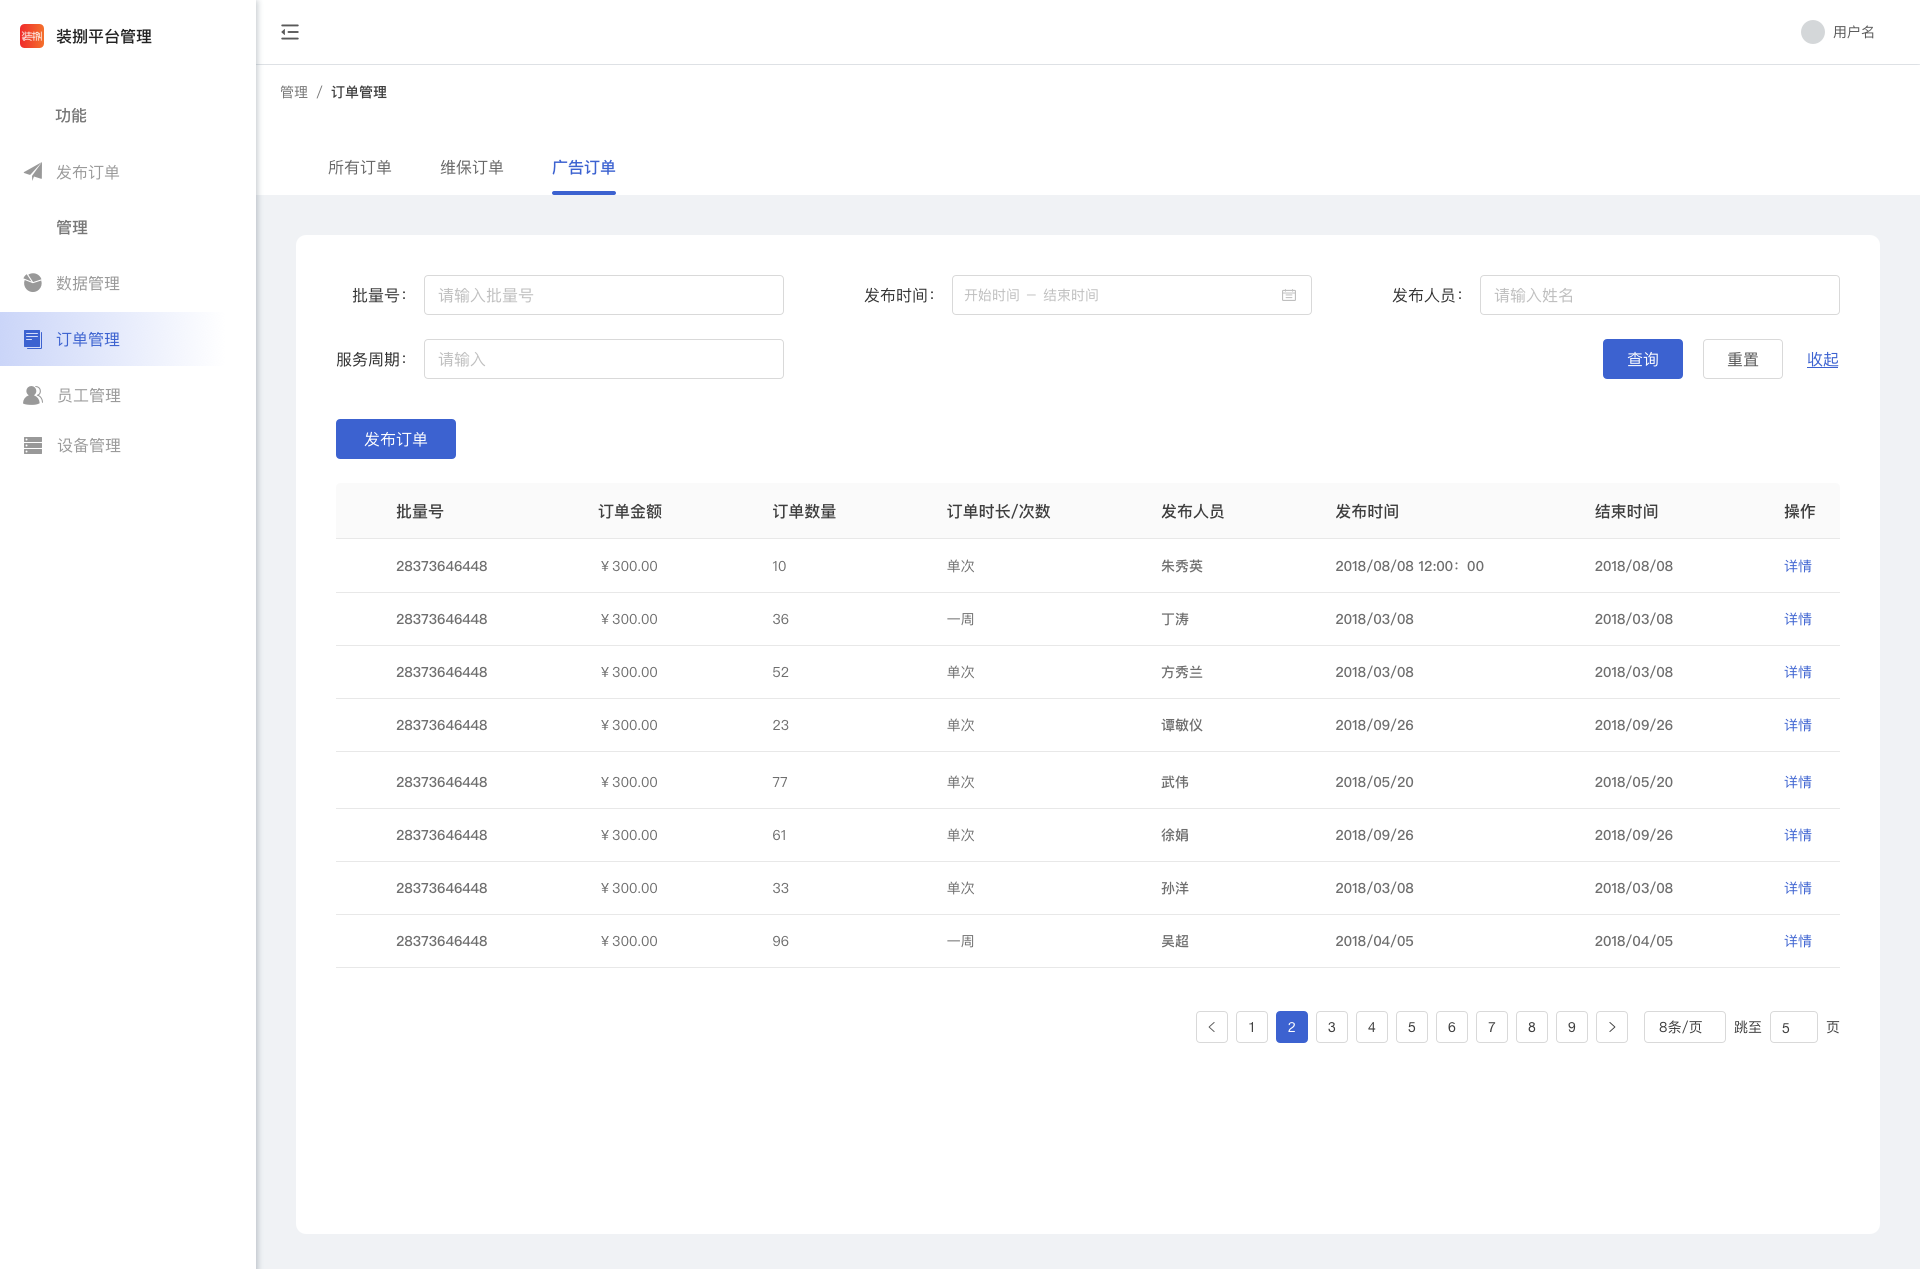 装捌
装捌平台管理
用户名
功能
发布订单
管理
数据管理
订单管理
员工管理
设备管理
管理 / 订单管理
所有订单 维保订单 广告订单
批量号： 请输入批量号 发布时间： 开始时间 – 结束时间 发布人员： 请输入姓名
服务周期： 请输入 查询 重置 收起
发布订单
批量号 订单金额 订单数量 订单时长/次数 发布人员 发布时间 结束时间 操作
28373646448 ¥300.00 10 单次 朱秀英 2018/08/08 12:00：00 2018/08/08 详情
28373646448 ¥300.00 36 一周 丁涛 2018/03/08 2018/03/08 详情
28373646448 ¥300.00 52 单次 方秀兰 2018/03/08 2018/03/08 详情
28373646448 ¥300.00 23 单次 谭敏仪 2018/09/26 2018/09/26 详情
28373646448 ¥300.00 77 单次 武伟 2018/05/20 2018/05/20 详情
28373646448 ¥300.00 61 单次 徐娟 2018/09/26 2018/09/26 详情
28373646448 ¥300.00 33 单次 孙洋 2018/03/08 2018/03/08 详情
28373646448 ¥300.00 96 一周 吴超 2018/04/05 2018/04/05 详情
1 2 3 4 5 6 7 8 9 8条/页 跳至 5 页